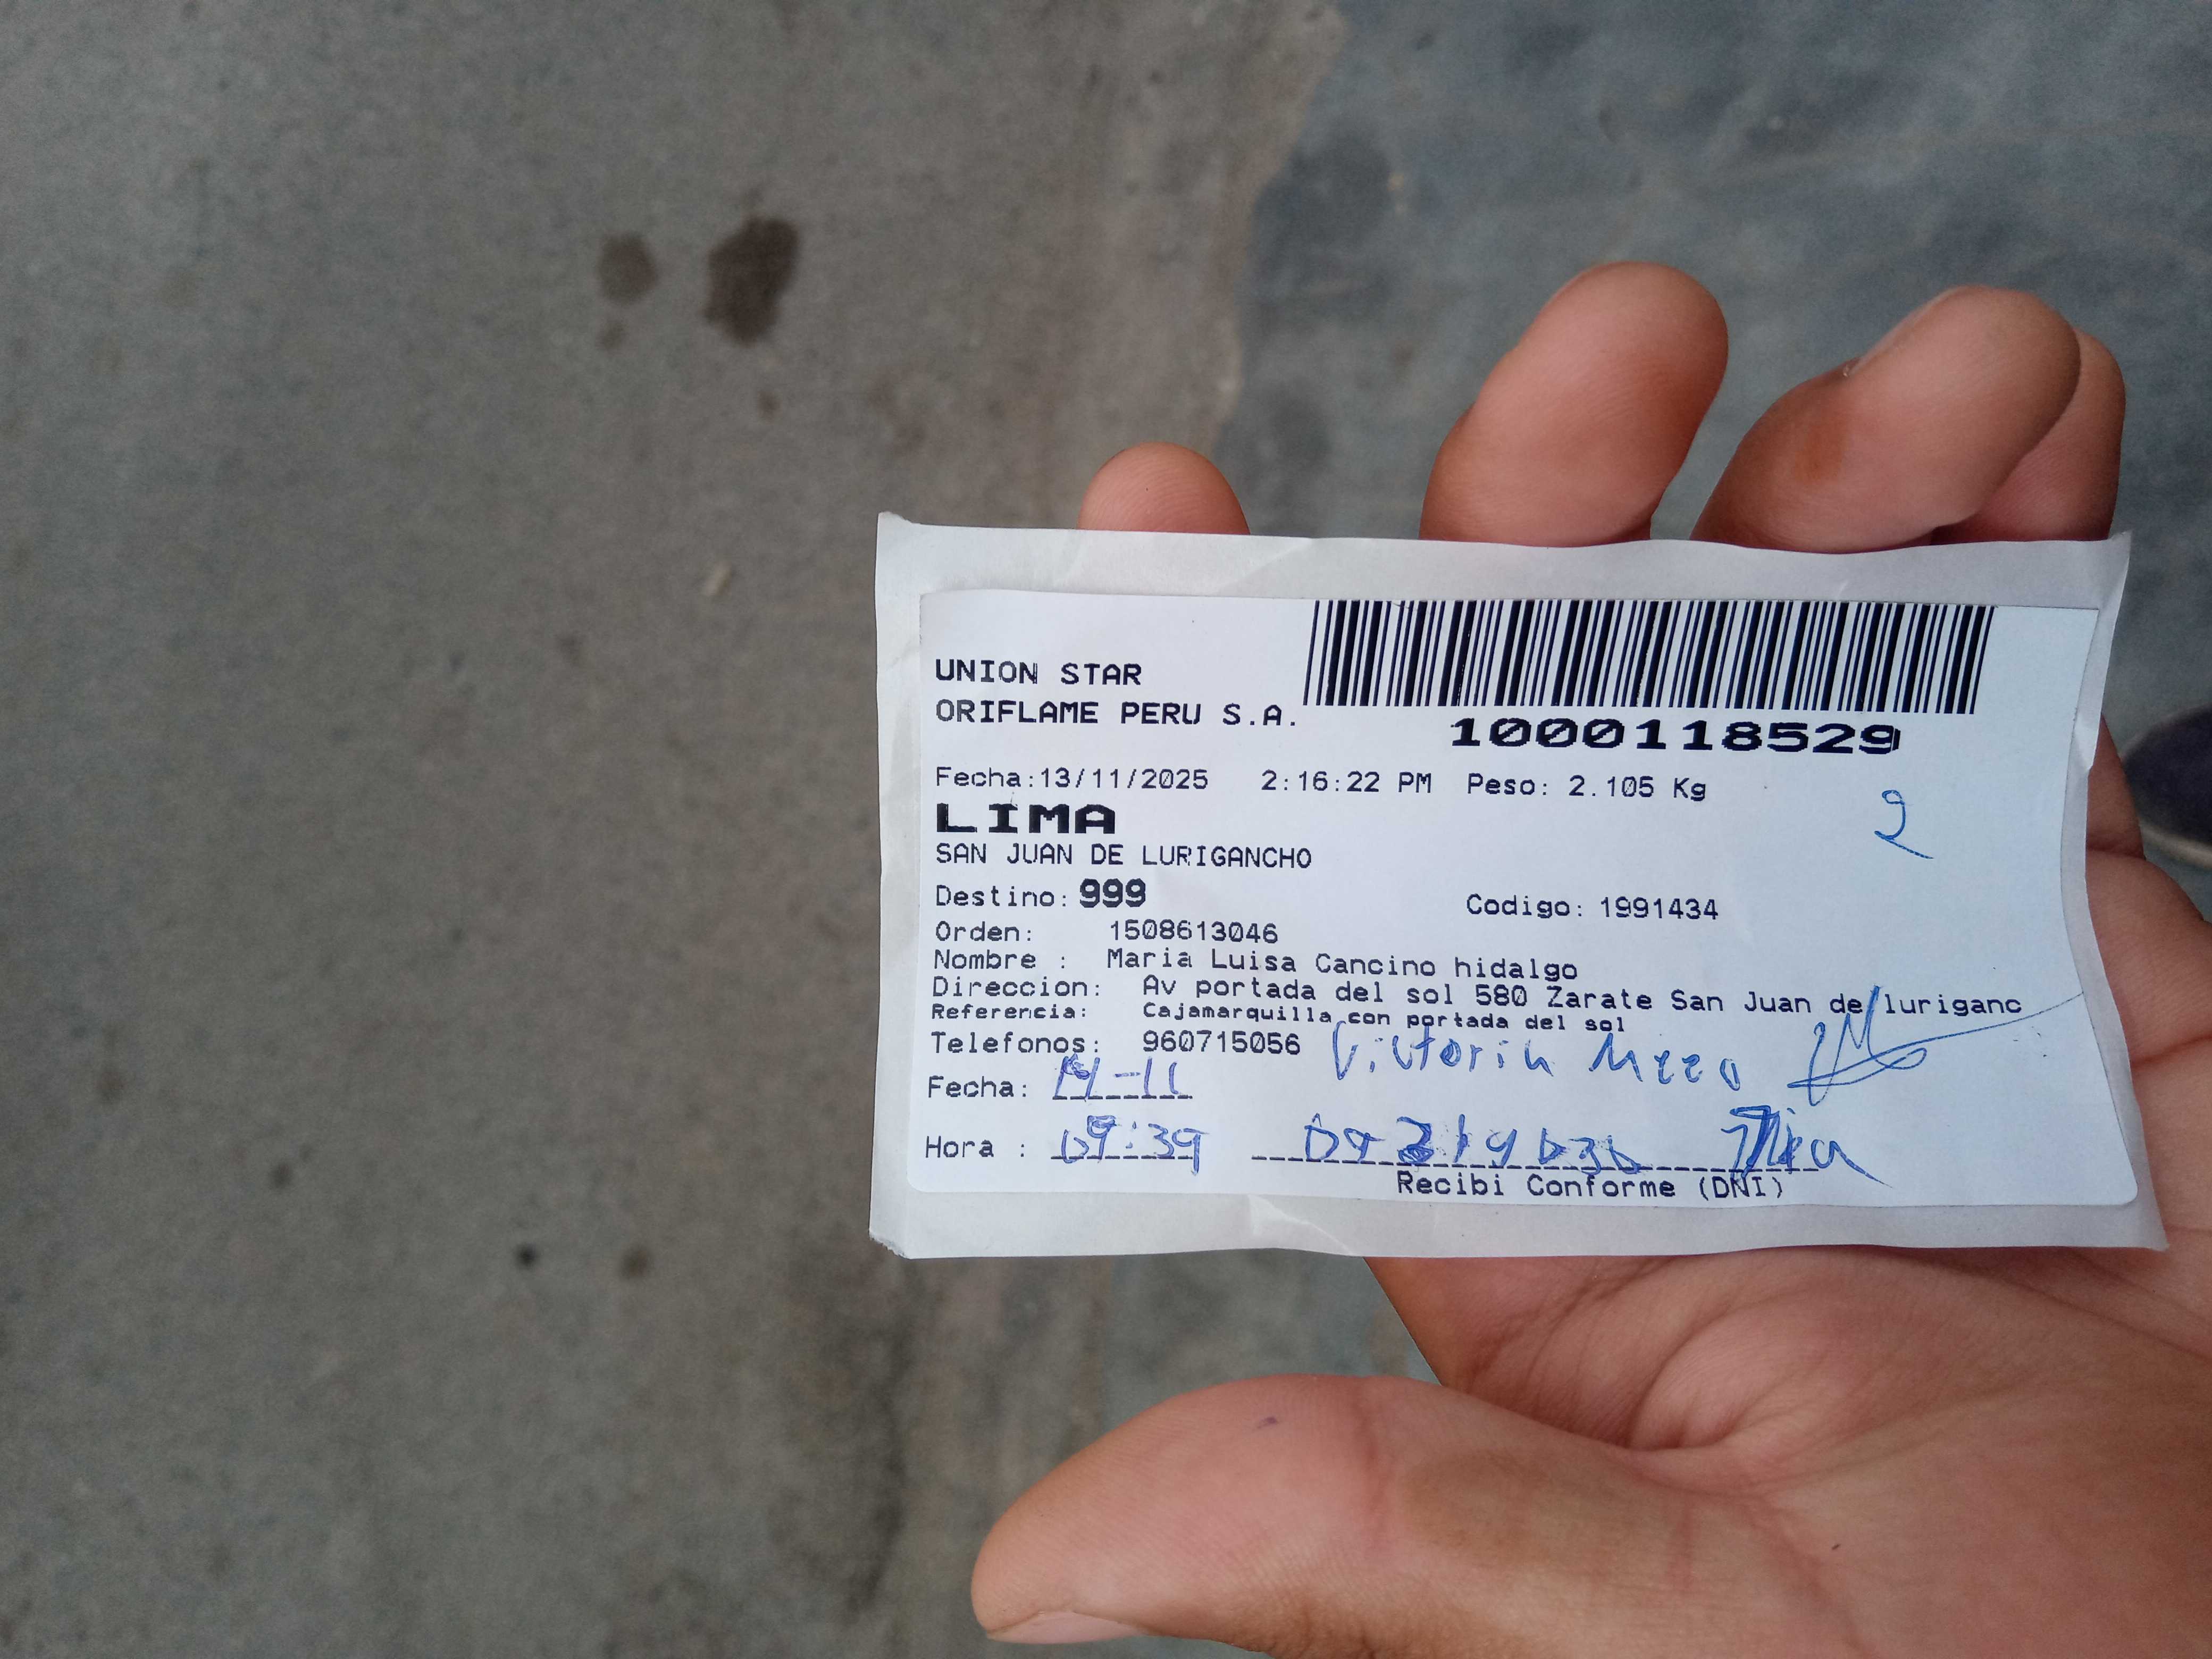 UNION STAR
ORIFLAME PERU S.A.
1000118529
Fecha:13/11/2025 2:16:22 PM Peso: 2.105 Kg
2
LIMA
SAN JUAN DE LURIGANCHO
Destino: 999 Codigo: 1991434
Orden: 1508613046
Nombre : Maria Luisa Cancino hidalgo
Direccion: Av portada del sol 580 Zarate San Juan de luriganc
Referencia: Cajamarquilla con portada del sol
Telefonos: 960715056 Victoria Meza
Fecha: 14-11
Hora : 09:39
Recibi Conforme (DNI)